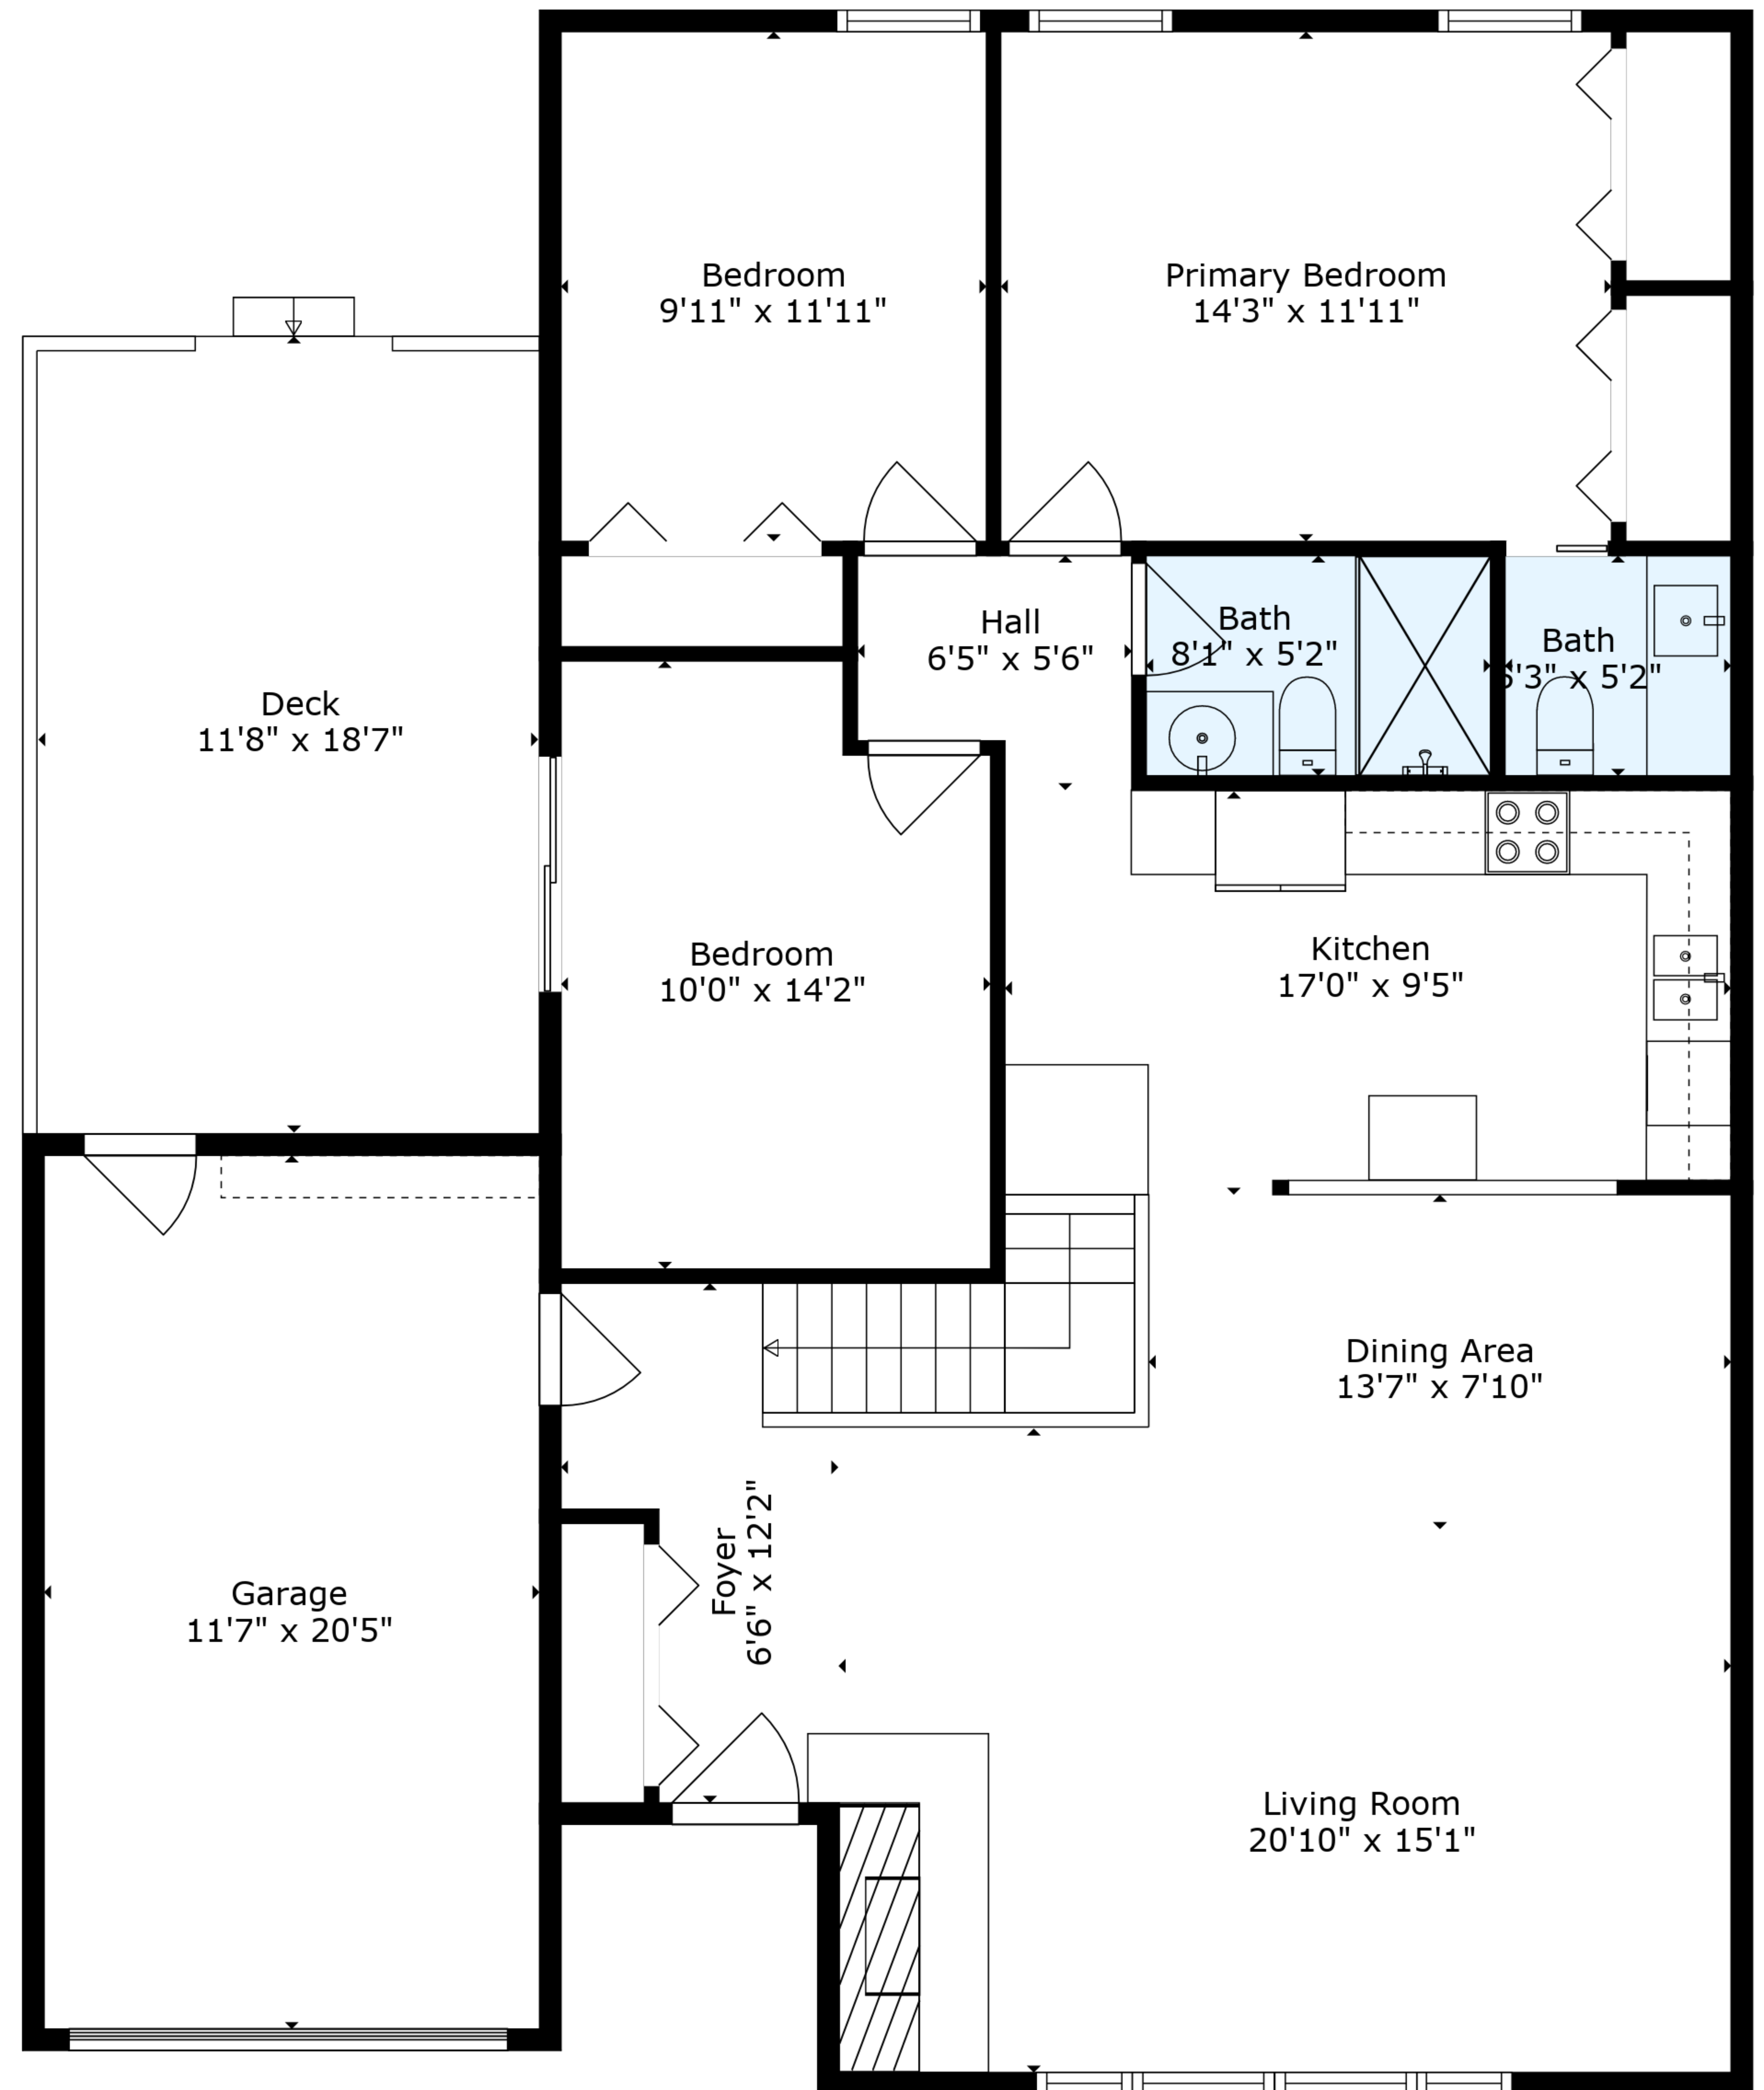 Bedroom
9'11" x 11'11"
Primary Bedroom
14'3" x 11'11"
Hall
6'5" x 5'6"
Bath
8'1" x 5'2"
Bath
5'3" x 5'2"
Deck
11'8" x 18'7"
Bedroom
10'0" x 14'2"
Kitchen
17'0" x 9'5"
Dining Area
13'7" x 7'10"
Foyer
6'6" x 12'2"
Garage
11'7" x 20'5"
Living Room
20'10" x 15'1"